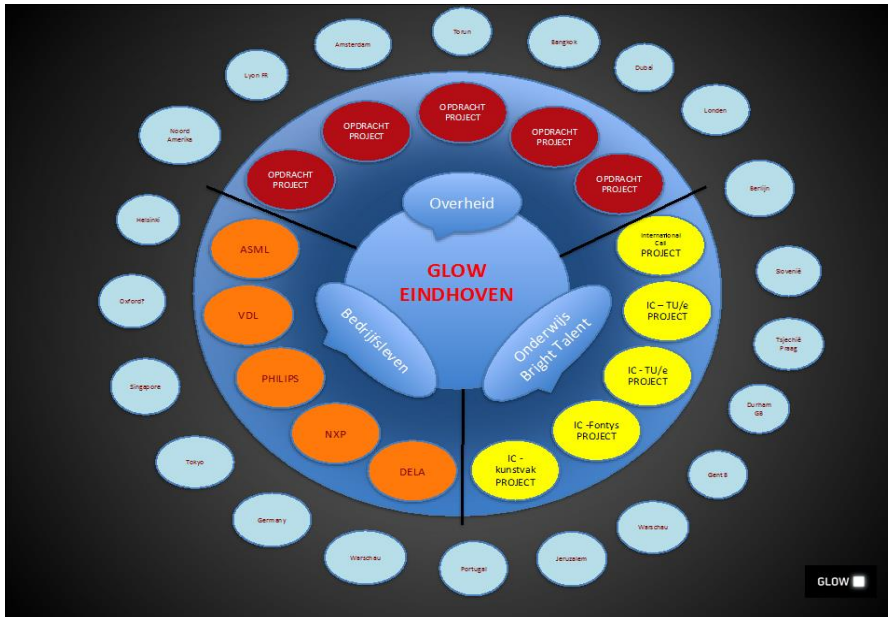 Torun
Amsterdam
Bangkok
Lyon FR
Dubai
Londen
Noord
Amerika
Berlijn
Helsinki
Slovenië
Oxford?
Tsjechië
Praag
Singapore
Durham
GB
Tokyo
Gent B
Germany
Warschau
Warschau
Portugal
Jeruzalem
OPDRACHT
PROJECT
OPDRACHT
PROJECT
OPDRACHT
PROJECT
OPDRACHT
PROJECT
OPDRACHT
PROJECT
Overheid
GLOW
EINDHOVEN
Bedrijfsleven
Onderwijs
Bright Talent
ASML
VDL
PHILIPS
NXP
DELA
International
Call
PROJECT
IC – TU/e
PROJECT
IC - TU/e
PROJECT
IC -Fontys
PROJECT
IC -
kunstvak
PROJECT
GLOW